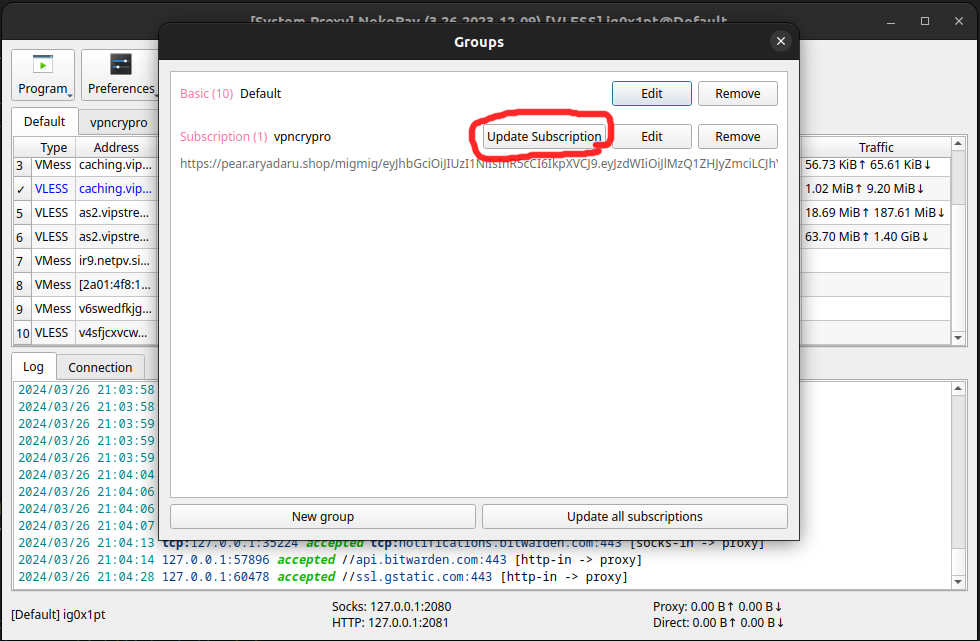 [System Proxy] NekoRay (3.26-2023-12-09) [VLESS] ig0x1pt@Default
Groups
Program
Preferences
Basic (10) Default
Edit
Remove
Default
vpncrypro
Subscription (1) vpncrypro
Update Subscription
Edit
Remove
Type
Address
Traffic
3 VMess caching.vip... 56.73 KiB↑ 65.61 KiB↓
✓ VLESS caching.vip... 1.02 MiB↑ 9.20 MiB↓
5 VLESS as2.vipstre... 18.69 MiB↑ 187.61 MiB↓
6 VLESS as2.vipstre... 63.70 MiB↑ 1.40 GiB↓
7 VMess ir9.netpv.si...
8 VMess [2a01:4f8:1...
9 VMess v6swedfkjg...
10 VLESS v4sfjcxvcw...
Log
Connection
2024/03/26 21:03:58
2024/03/26 21:03:58
2024/03/26 21:03:59
2024/03/26 21:03:59
2024/03/26 21:03:59
2024/03/26 21:04:04
2024/03/26 21:04:06
2024/03/26 21:04:06
2024/03/26 21:04:07
New group
Update all subscriptions
2024/03/26 21:04:13 tcp:127.0.0.1:35224 accepted tcp:notifications.bitwarden.com:443 [socks-in -> proxy]
2024/03/26 21:04:14 127.0.0.1:57896 accepted //api.bitwarden.com:443 [http-in -> proxy]
2024/03/26 21:04:28 127.0.0.1:60478 accepted //ssl.gstatic.com:443 [http-in -> proxy]
[Default] ig0x1pt
Socks: 127.0.0.1:2080
HTTP: 127.0.0.1:2081
Proxy: 0.00 B↑ 0.00 B↓
Direct: 0.00 B↑ 0.00 B↓